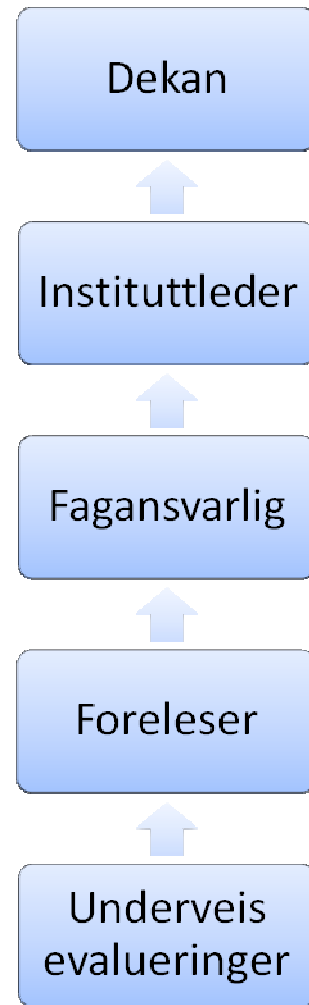 Dekan
Instituttleder
Fagansvarlig
Foreleser
Underveis
evalueringer